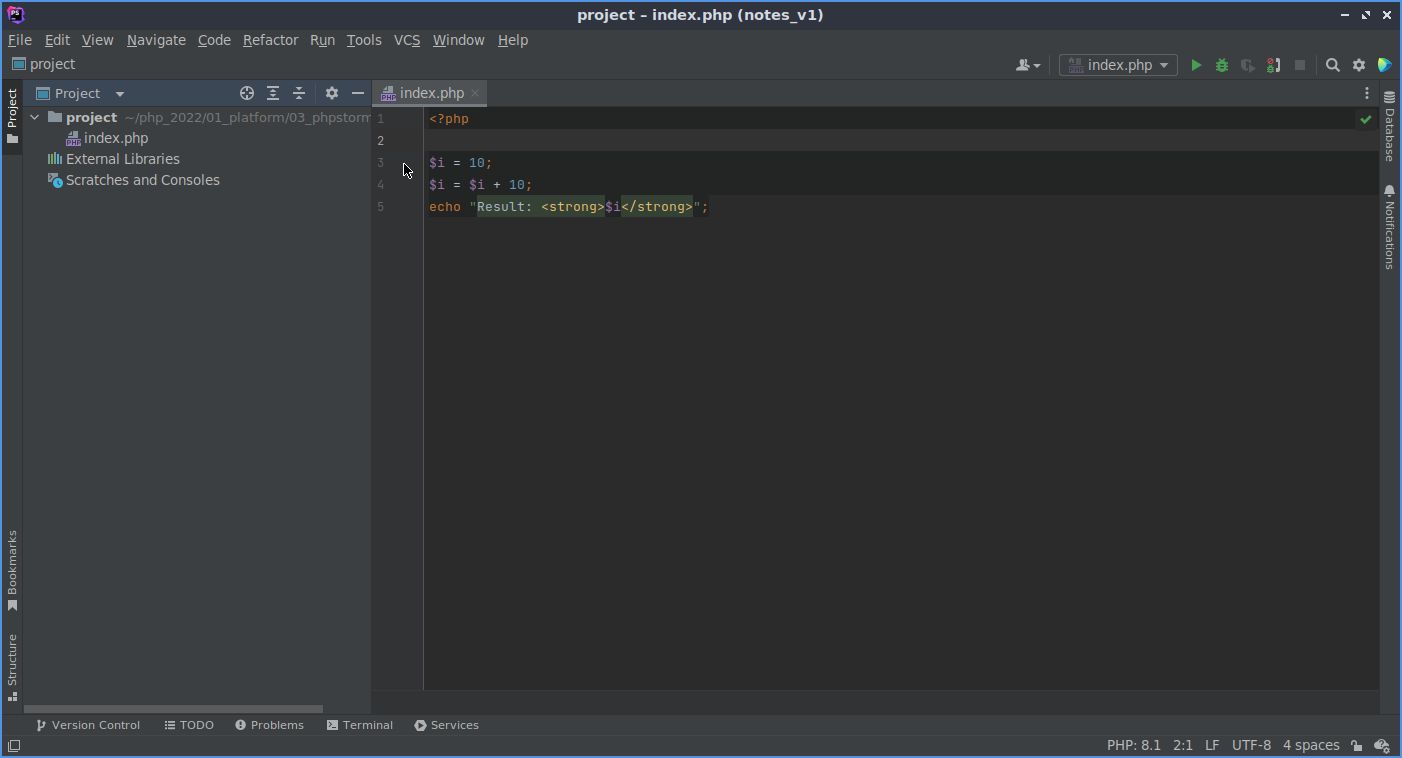 project – index.php (notes_v1)
File Edit View Navigate Code Refactor Run Tools VCS Window Help
project
index.php
Project
index.php
project ~/php_2022/01_platform/03_phpstorm
index.php
External Libraries
Scratches and Consoles
1 <?php
2
3 $i = 10;
4 $i = $i + 10;
5 echo "Result: <strong>$i</strong>";
Project
Bookmarks
Structure
Database
Notifications
Version Control TODO Problems Terminal Services
PHP: 8.1 2:1 LF UTF-8 4 spaces